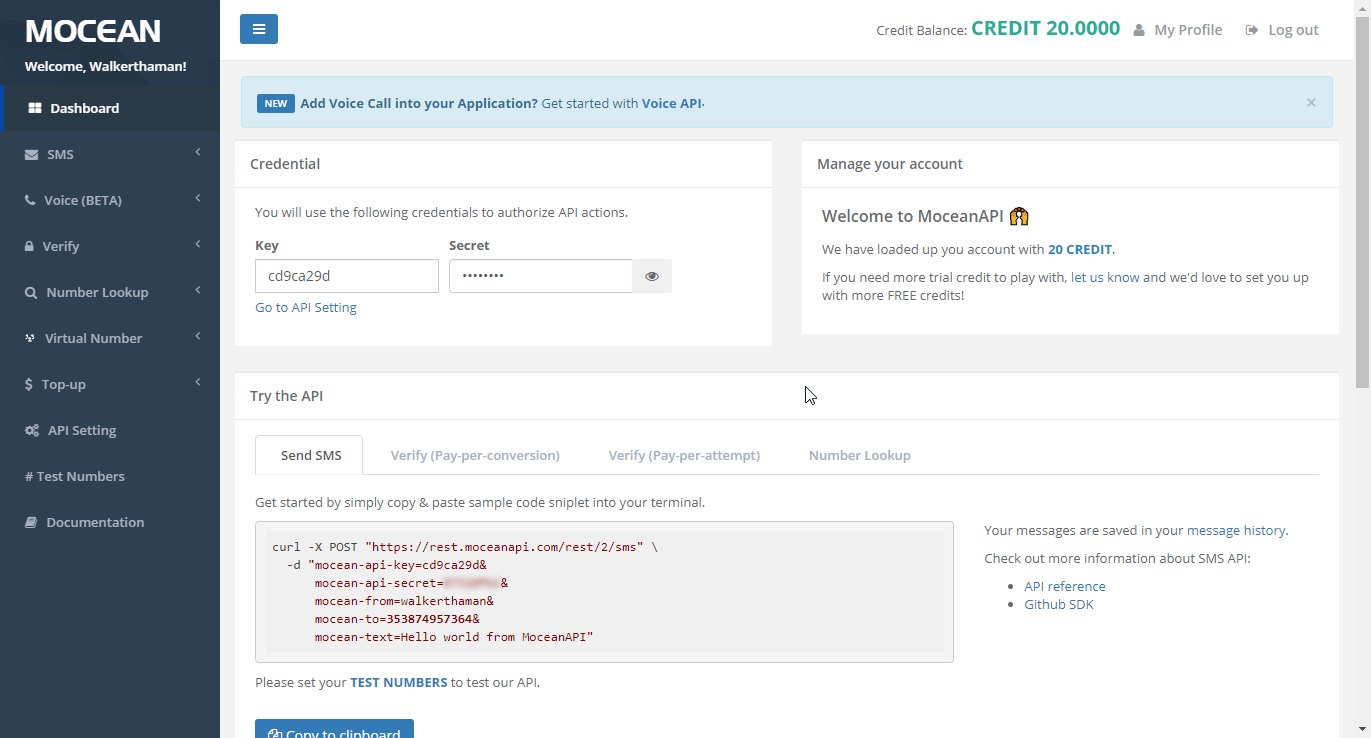 MOCEAN
Welcome, Walkerthaman!
Dashboard
SMS
Voice (BETA)
Verify
Number Lookup
Virtual Number
$ Top-up
API Setting
# Test Numbers
Documentation
Credit Balance: CREDIT 20.0000 My Profile Log out
NEW Add Voice Call into your Application? Get started with Voice API. ×
Credential
You will use the following credentials to authorize API actions.
Key Secret
cd9ca29d ••••••••
Go to API Setting
Manage your account
Welcome to MoceanAPI
We have loaded up you account with 20 CREDIT.
If you need more trial credit to play with, let us know and we'd love to set you up
with more FREE credits!
Try the API
Send SMS Verify (Pay-per-conversion) Verify (Pay-per-attempt) Number Lookup
Get started by simply copy & paste sample code sniplet into your terminal.
curl -X POST "https://rest.moceanapi.com/rest/2/sms" \
-d "mocean-api-key=cd9ca29d&
mocean-api-secret= &
mocean-from=walkerthaman&
mocean-to=353874957364&
mocean-text=Hello world from MoceanAPI"
Your messages are saved in your message history.
Check out more information about SMS API:
• API reference
• Github SDK
Please set your TEST NUMBERS to test our API.
Copy to clipboard